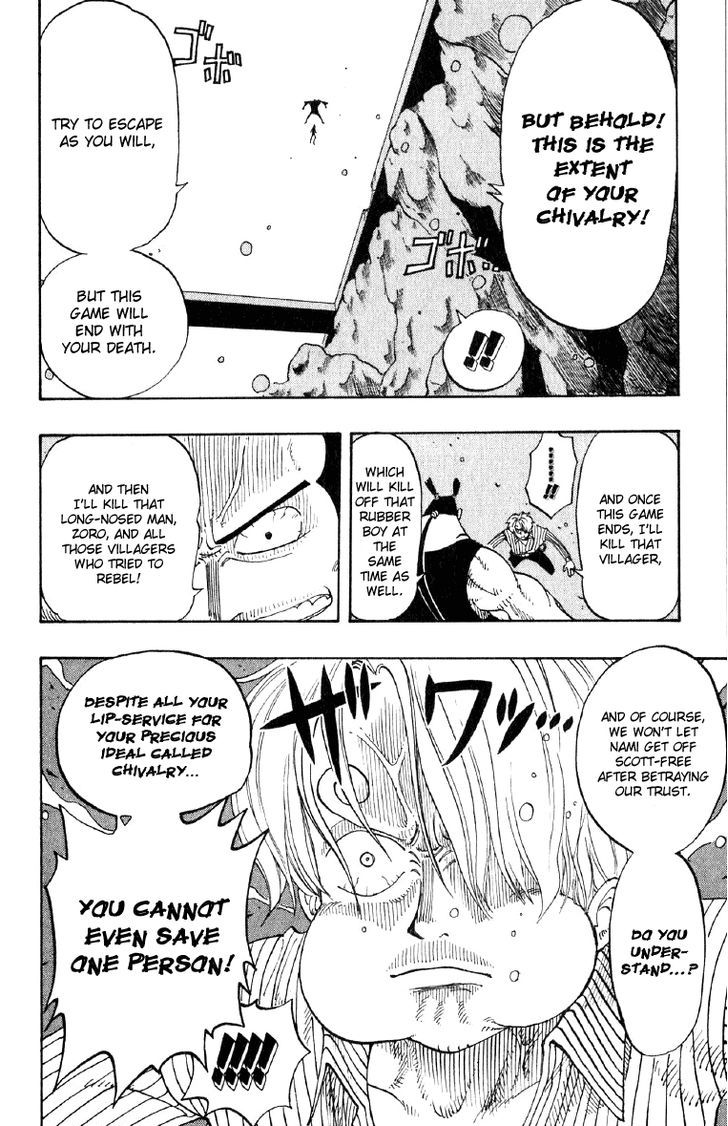 BUT BEHOLD!
THIS IS THE
EXTENT
OF YOUR
CHIVALRY!
ゴボ
TRY TO ESCAPE
AS YOU WILL,
BUT THIS
GAME WILL
END WITH
YOUR DEATH.
ゴボッ
!!
AND ONCE
THIS GAME
ENDS, I'LL
KILL THAT
VILLAGER,
......!!
WHICH
WILL KILL
OFF THAT
RUBBER
BOY AT
THE
SAME
TIME AS
WELL.
AND THEN
I'LL KILL THAT
LONG-NOSED MAN,
ZORO, AND ALL
THOSE VILLAGERS
WHO TRIED TO
REBEL!
AND OF COURSE,
WE WON'T LET
NAMI GET OFF
SCOTT-FREE
AFTER BETRAYING
OUR TRUST.
DO YOU
UNDER-
STAND...?
ギロッ...
DESPITE ALL YOUR
LIP-SERVICE FOR
YOUR PRECIOUS
IDEAL CALLED
CHIVALRY...
YOU CANNOT
EVEN SAVE
ONE PERSON!
!!!!